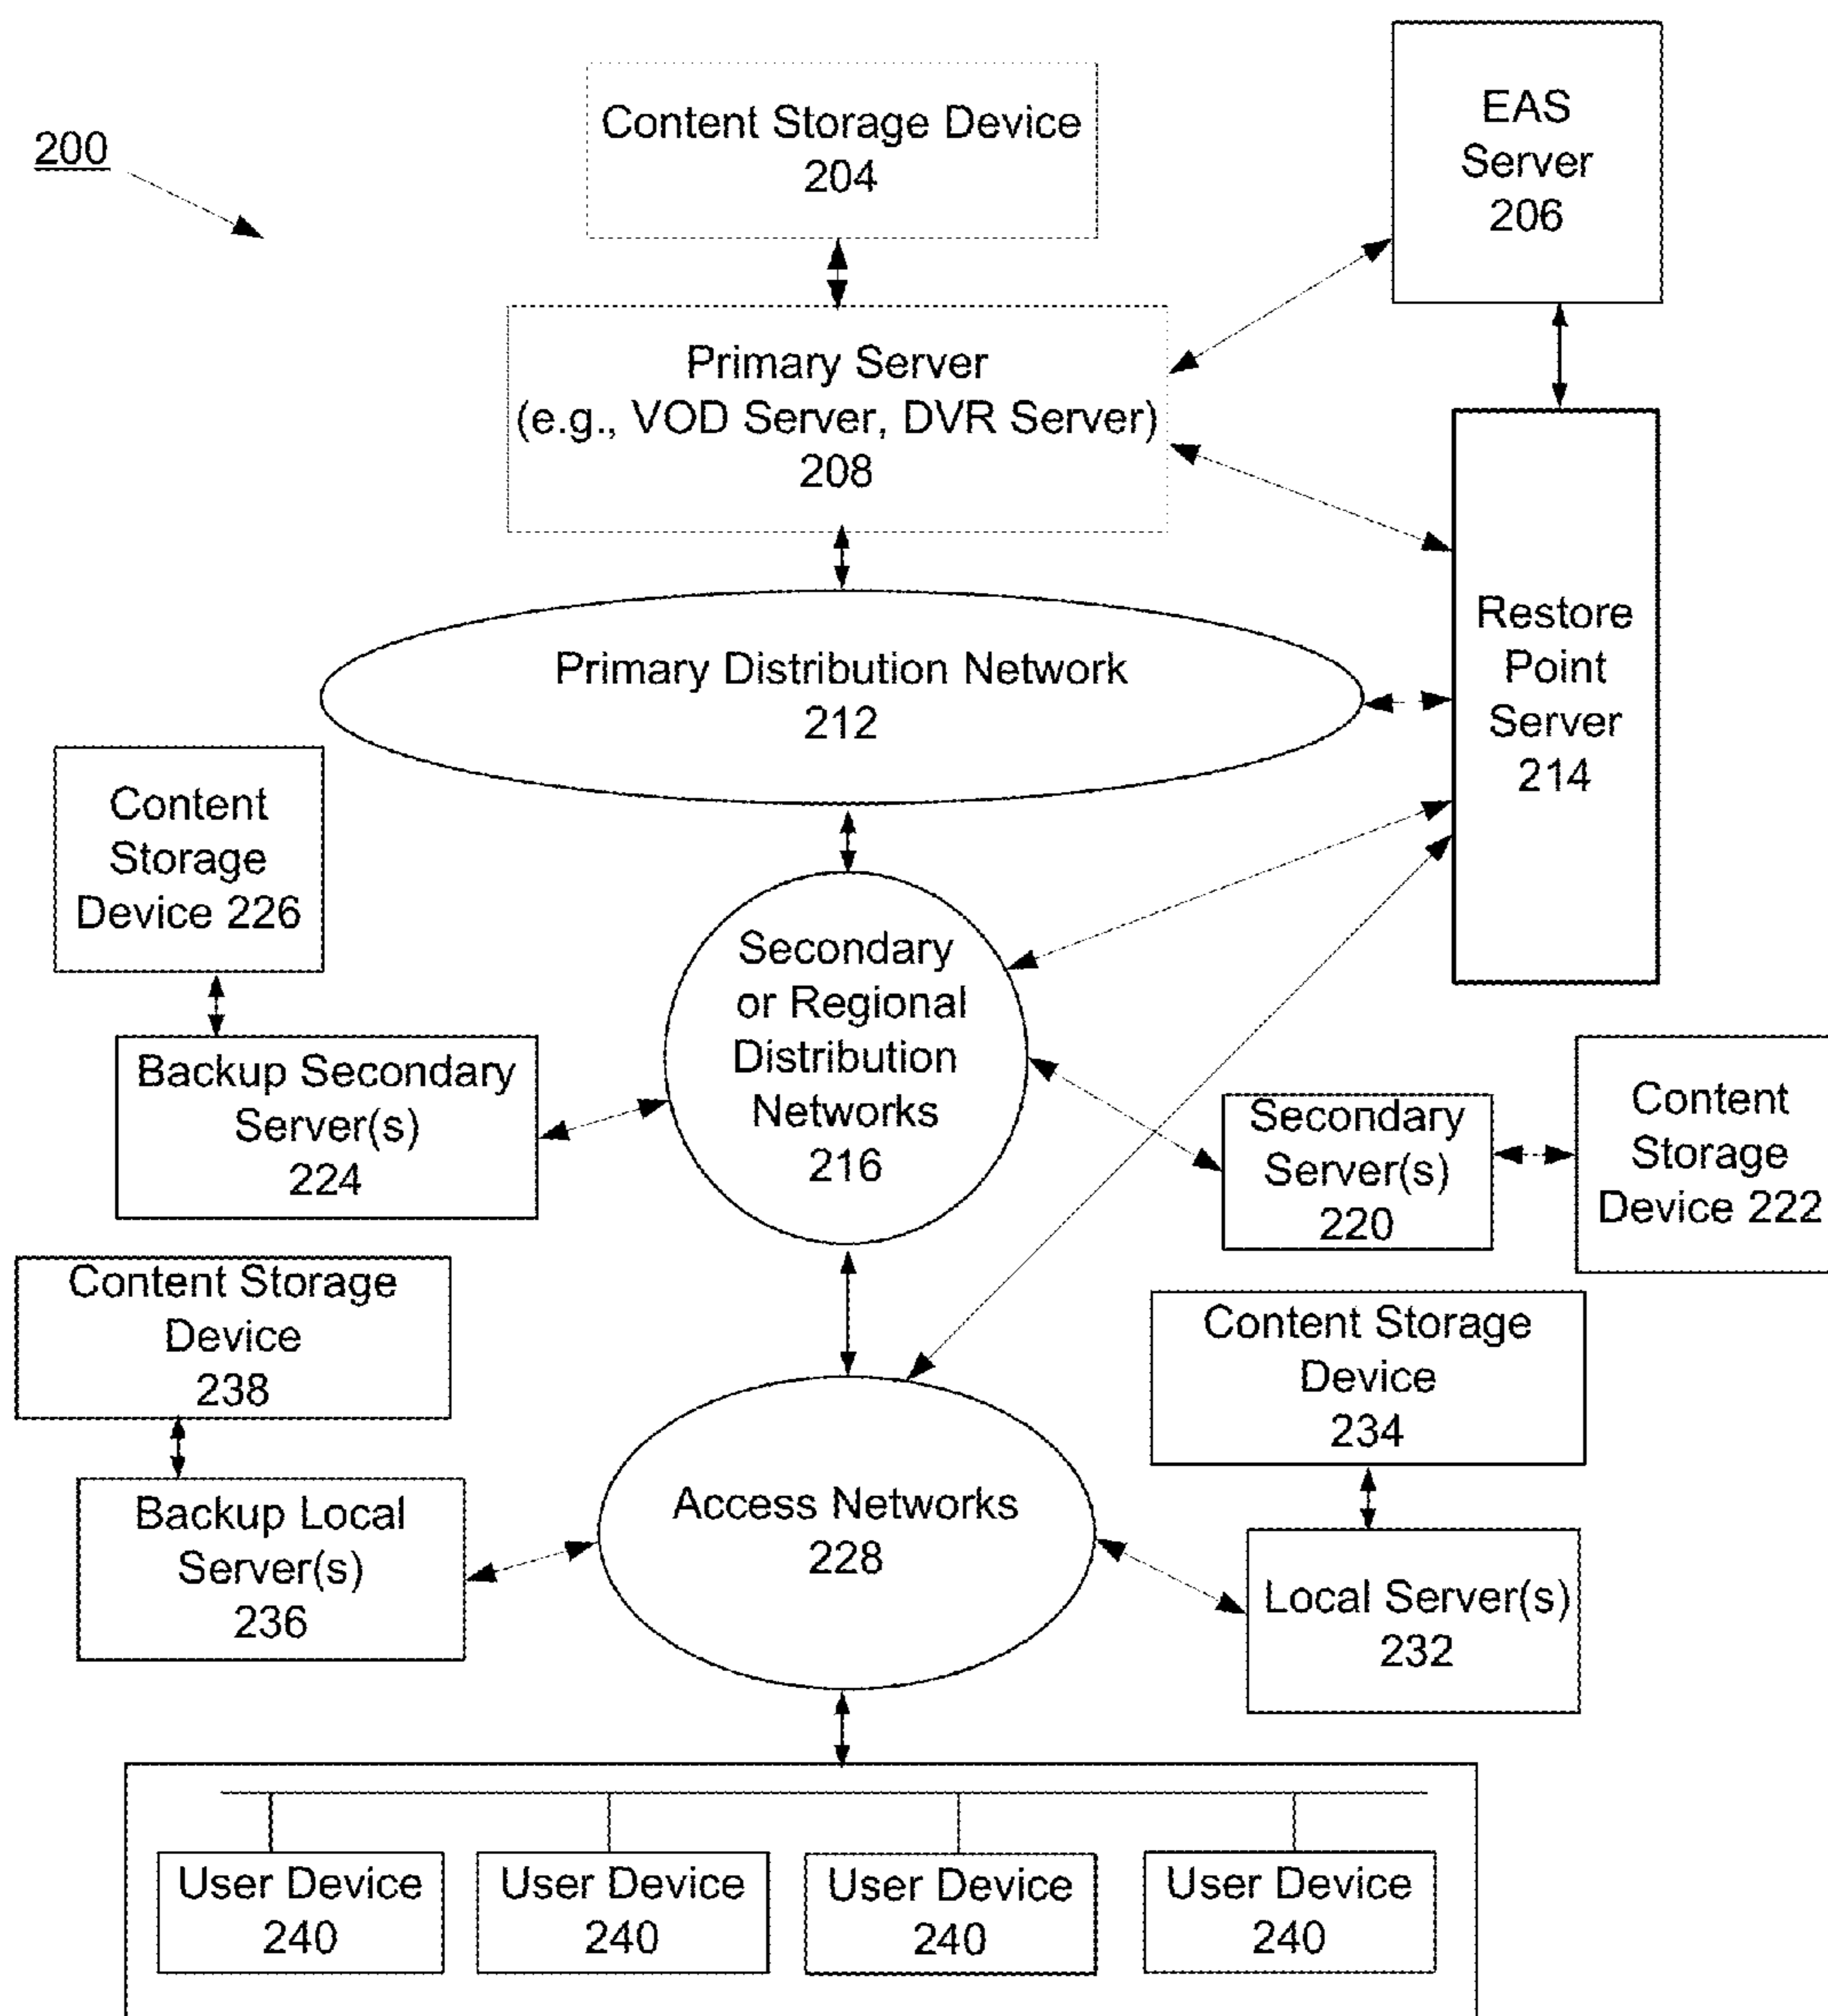 200
Content Storage Device
204
EAS
Server
206
Primary Server
(e.g., VOD Server, DVR Server)
208
Restore
Point
Server
214
Primary Distribution Network
212
Content
Storage
Device 226
Secondary
or Regional
Distribution
Networks
216
Backup Secondary
Server(s)
224
Secondary
Server(s)
220
Content
Storage
Device 222
Content Storage
Device
238
Content Storage
Device
234
Backup Local
Server(s)
236
Access Networks
228
Local Server(s)
232
User Device
240
User Device
240
User Device
240
User Device
240